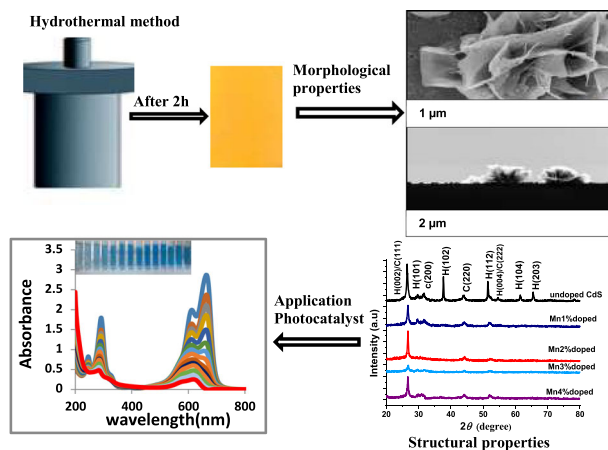 Hydrothermal method
After 2h
Morphological
properties
1 µm
2 µm
Application
Photocatalyst
Absorbance
3.5
3
2.5
2
1.5
1
0.5
0
200
400
600
800
wavelength(nm)
H(002)/C(111)
H(101)
c(200)
H(102)
C(220)
H(112)
H(004)/C(222)
H(104)
H(203)
undoped CdS
Mn1%doped
Mn2%doped
Mn3%doped
Mn4%doped
Intensity (a.u)
20
30
40
50
60
70
80
2θ (degree)
Structural properties